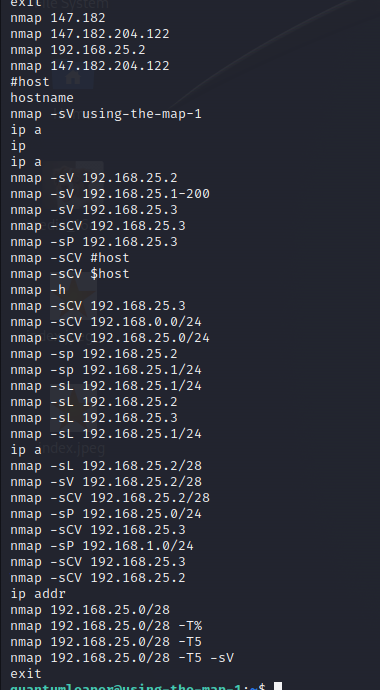 exit
nmap 147.182
nmap 147.182.204.122
nmap 192.168.25.2
nmap 147.182.204.122
#host
hostname
nmap -sV using-the-map-1
ip a
ip
ip a
nmap -sV 192.168.25.2
nmap -sV 192.168.25.1-200
nmap -sV 192.168.25.3
nmap -sCV 192.168.25.3
nmap -sP 192.168.25.3
nmap -sCV #host
nmap -sCV $host
nmap -h
nmap -sCV 192.168.25.3
nmap -sCV 192.168.0.0/24
nmap -sCV 192.168.25.0/24
nmap -sp 192.168.25.2
nmap -sp 192.168.25.1/24
nmap -sL 192.168.25.1/24
nmap -sL 192.168.25.2
nmap -sL 192.168.25.3
nmap -sL 192.168.25.1/24
ip a
nmap -sL 192.168.25.2/28
nmap -sV 192.168.25.2/28
nmap -sCV 192.168.25.2/28
nmap -sP 192.168.25.0/24
nmap -sCV 192.168.25.3
nmap -sP 192.168.1.0/24
nmap -sCV 192.168.25.3
nmap -sCV 192.168.25.2
ip addr
nmap 192.168.25.0/28
nmap 192.168.25.0/28 -T%
nmap 192.168.25.0/28 -T5
nmap 192.168.25.0/28 -T5 -sV
exit
quantumleaper@using-the-map-1:~$